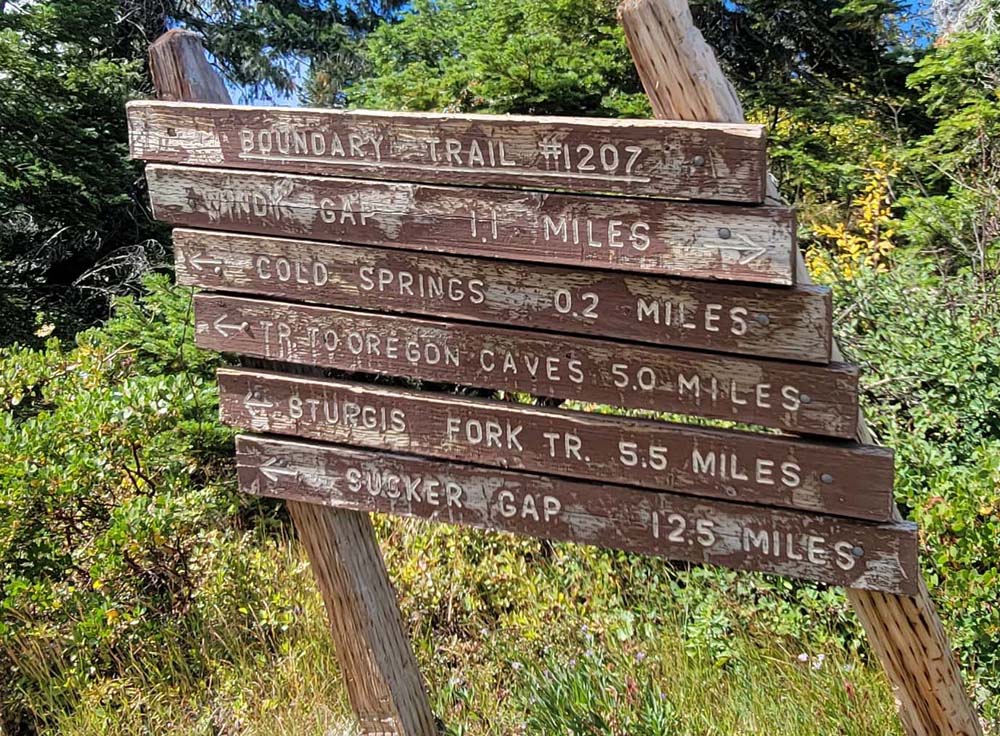 BOUNDARY TRAIL #1207
WINDY GAP 1.1 MILES →
← COLD SPRINGS 0.2 MILES
← TR. TO OREGON CAVES 5.0 MILES
← STURGIS FORK TR. 5.5 MILES
← SUCKER GAP 12.5 MILES